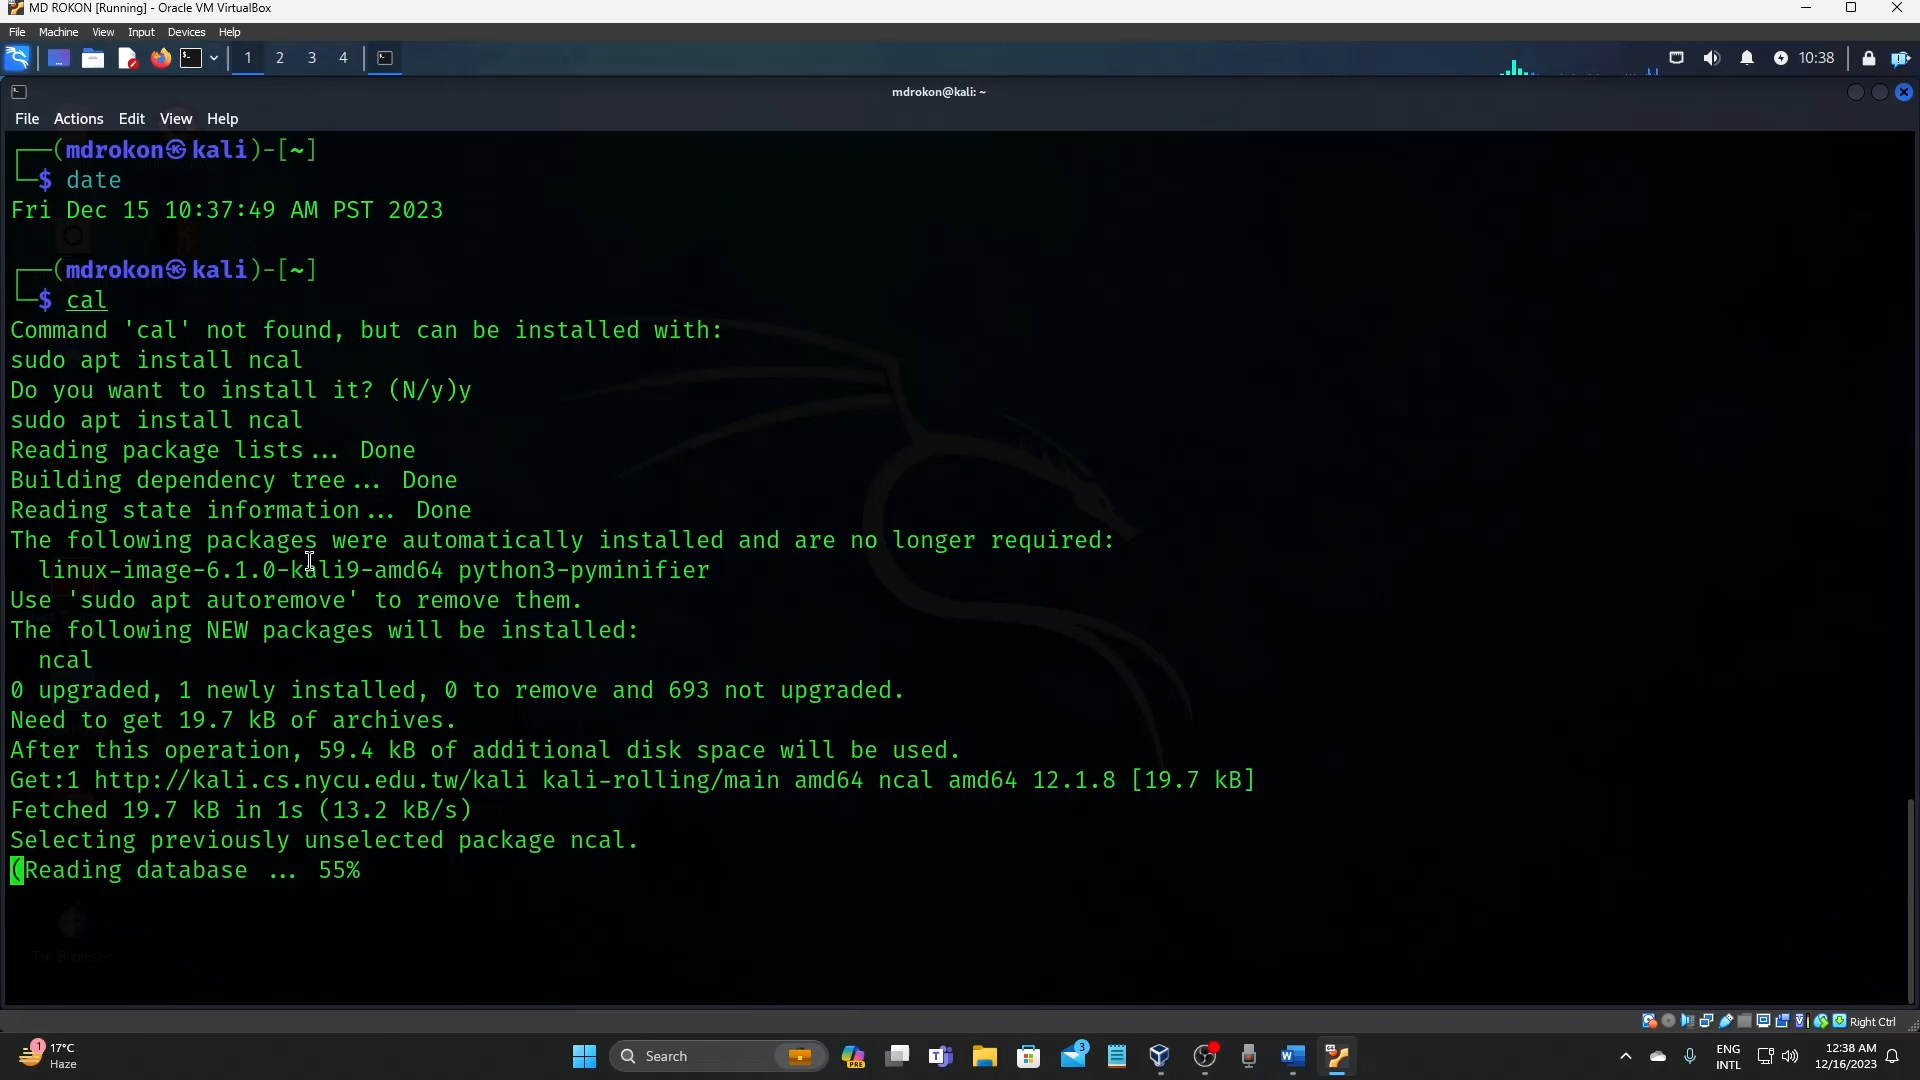 MD ROKON [Running] - Oracle VM VirtualBox
File Machine View Input Devices Help
1 2 3 4 10:38
mdrokon@kali: ~
File Actions Edit View Help
┌──(mdrokon㉿kali)-[~]
└─$ date
Fri Dec 15 10:37:49 AM PST 2023
┌──(mdrokon㉿kali)-[~]
└─$ cal
Command 'cal' not found, but can be installed with:
sudo apt install ncal
Do you want to install it? (N/y)y
sudo apt install ncal
Reading package lists... Done
Building dependency tree... Done
Reading state information... Done
The following packages were automatically installed and are no longer required:
linux-image-6.1.0-kali9-amd64 python3-pyminifier
Use 'sudo apt autoremove' to remove them.
The following NEW packages will be installed:
ncal
0 upgraded, 1 newly installed, 0 to remove and 693 not upgraded.
Need to get 19.7 kB of archives.
After this operation, 59.4 kB of additional disk space will be used.
Get:1 http://kali.cs.nycu.edu.tw/kali kali-rolling/main amd64 ncal amd64 12.1.8 [19.7 kB]
Fetched 19.7 kB in 1s (13.2 kB/s)
Selecting previously unselected package ncal.
(Reading database ... 55%
Tor Browser
Right Ctrl
1 17°C
Haze
Search
PRE
3
ENG
INTL
12:38 AM
12/16/2023